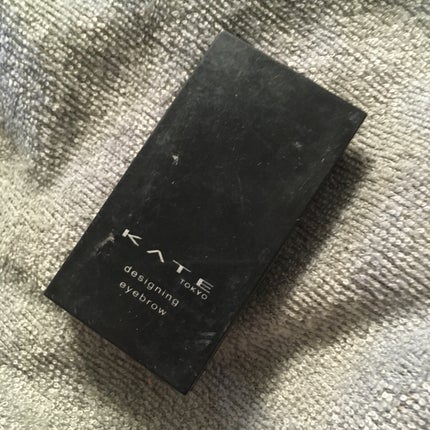 KATE
TOKYO
designing
eyebrow